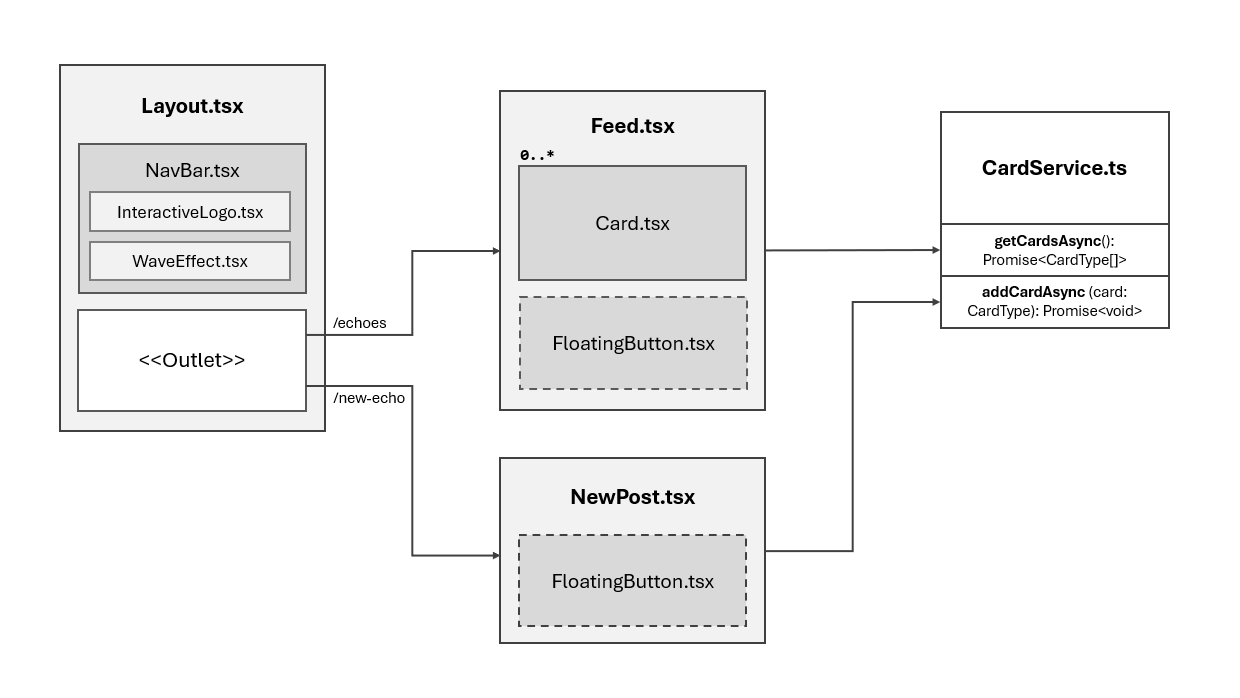 Layout.tsx
NavBar.tsx
InteractiveLogo.tsx
WaveEffect.tsx
<<Outlet>>
/echoes
/new-echo
Feed.tsx
0..*
Card.tsx
FloatingButton.tsx
NewPost.tsx
FloatingButton.tsx
CardService.ts
getCardsAsync():
Promise<CardType[]>
addCardAsync (card:
CardType): Promise<void>